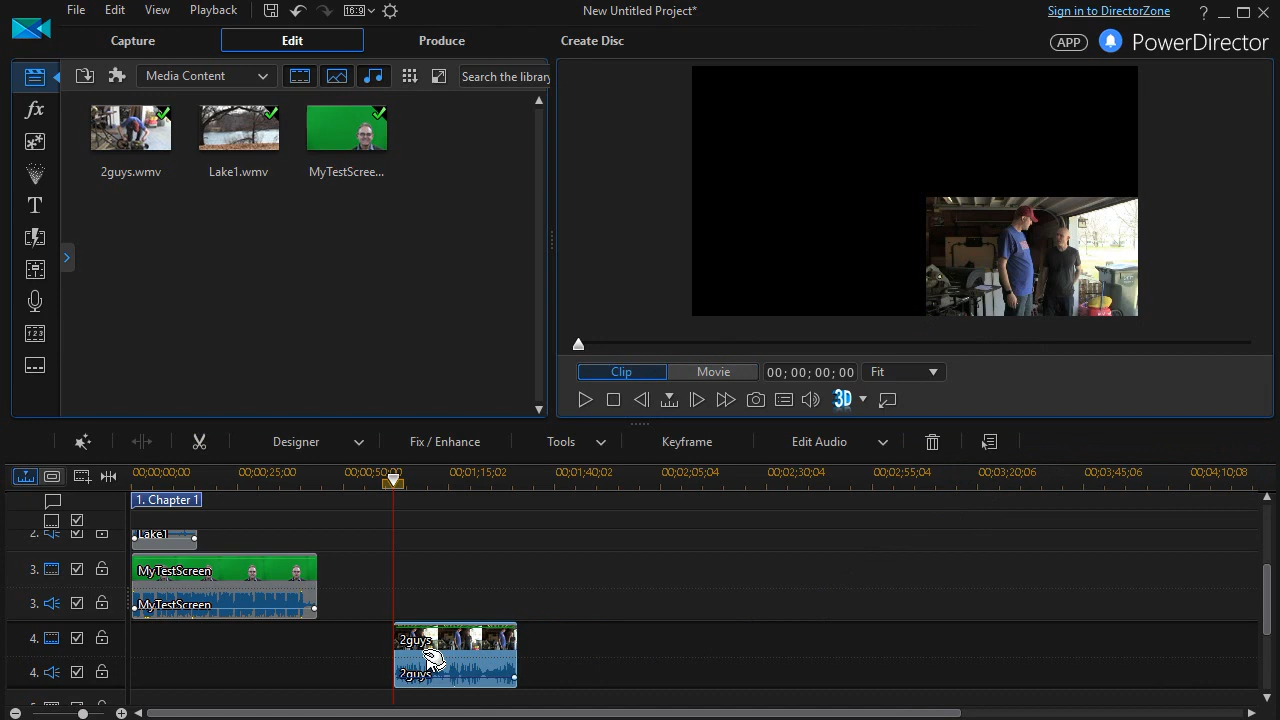 File Edit View Playback 16:9 New Untitled Project* Sign in to DirectorZone ?
Capture Edit Produce Create Disc APP PowerDirector
Media Content Search the library
fx
T
2guys.wmv Lake1.wmv MyTestScree...
Clip Movie 00; 00; 00; 00 Fit
3D
Designer Fix / Enhance Tools Keyframe Edit Audio
00;00;00;00 00;00;25;00 00;00;50;00 00;01;15;02 00;01;40;02 00;02;05;04 00;02;30;04 00;02;55;04 00;03;20;06 00;03;45;06 00;04;10;08
1. Chapter 1
2. Lake1
3. MyTestScreen
3. MyTestScreen
4. 2guys
4. 2guys